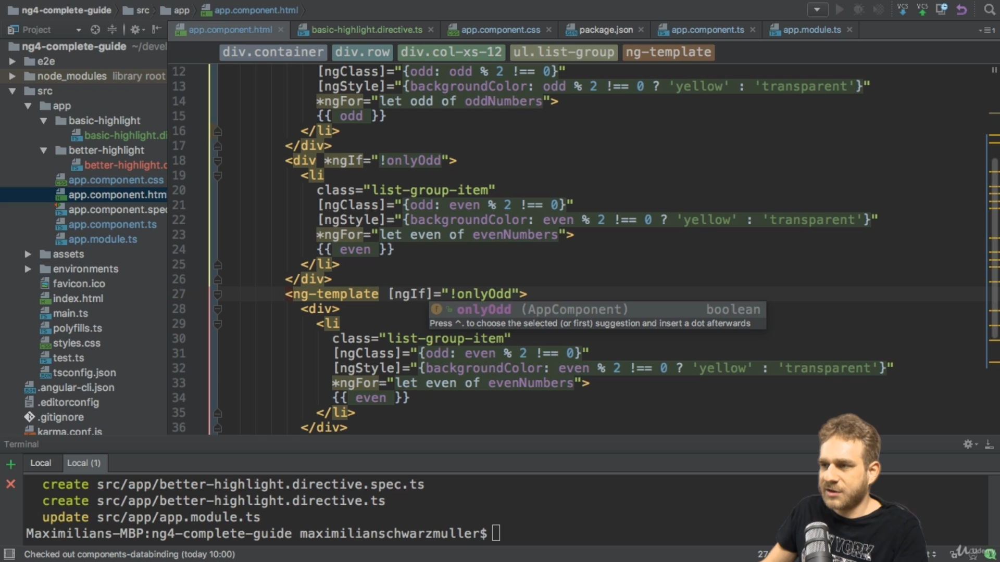 ng4-complete-guide src app app.component.html
VCS VCS
Project
app.component.html basic-highlight.directive.ts app.component.css package.json app.component.ts app.module.ts
ng4-complete-guide ~/devel
div.container div.row div.col-xs-12 ul.list-group ng-template
e2e
node_modules library root
src
app
basic-highlight
basic-highlight.di
better-highlight
better-highlight.c
app.component.css
app.component.htm
app.component.spec
app.component.ts
app.module.ts
assets
environments
favicon.ico
index.html
main.ts
polyfills.ts
styles.css
test.ts
tsconfig.json
.angular-cli.json
.editorconfig
.gitignore
karma.conf.js
12 [ngClass]="{odd: odd % 2 !== 0}"
13 [ngStyle]="{backgroundColor: odd % 2 !== 0 ? 'yellow' : 'transparent'}"
14 *ngFor="let odd of oddNumbers">
15 {{ odd }}
16 </li>
17 </div>
18 <div *ngIf="!onlyOdd">
19 <li
20 class="list-group-item"
21 [ngClass]="{odd: even % 2 !== 0}"
22 [ngStyle]="{backgroundColor: even % 2 !== 0 ? 'yellow' : 'transparent'}"
23 *ngFor="let even of evenNumbers">
24 {{ even }}
25 </li>
26 </div>
27 <ng-template [ngIf]="!onlyOdd">
28 <div>
onlyOdd (AppComponent) boolean
Press ^. to choose the selected (or first) suggestion and insert a dot afterwards
29 <li
30 class="list-group-item"
31 [ngClass]="{odd: even % 2 !== 0}"
32 [ngStyle]="{backgroundColor: even % 2 !== 0 ? 'yellow' : 'transparent'}"
33 *ngFor="let even of evenNumbers">
34 {{ even }}
35 </li>
36 </div>
Terminal
Local Local (1)
create src/app/better-highlight.directive.spec.ts
create src/app/better-highlight.directive.ts
update src/app/app.module.ts
Maximilians-MBP:ng4-complete-guide maximilianschwarzmuller$
Checked out components-databinding (today 10:00)
27
YORK